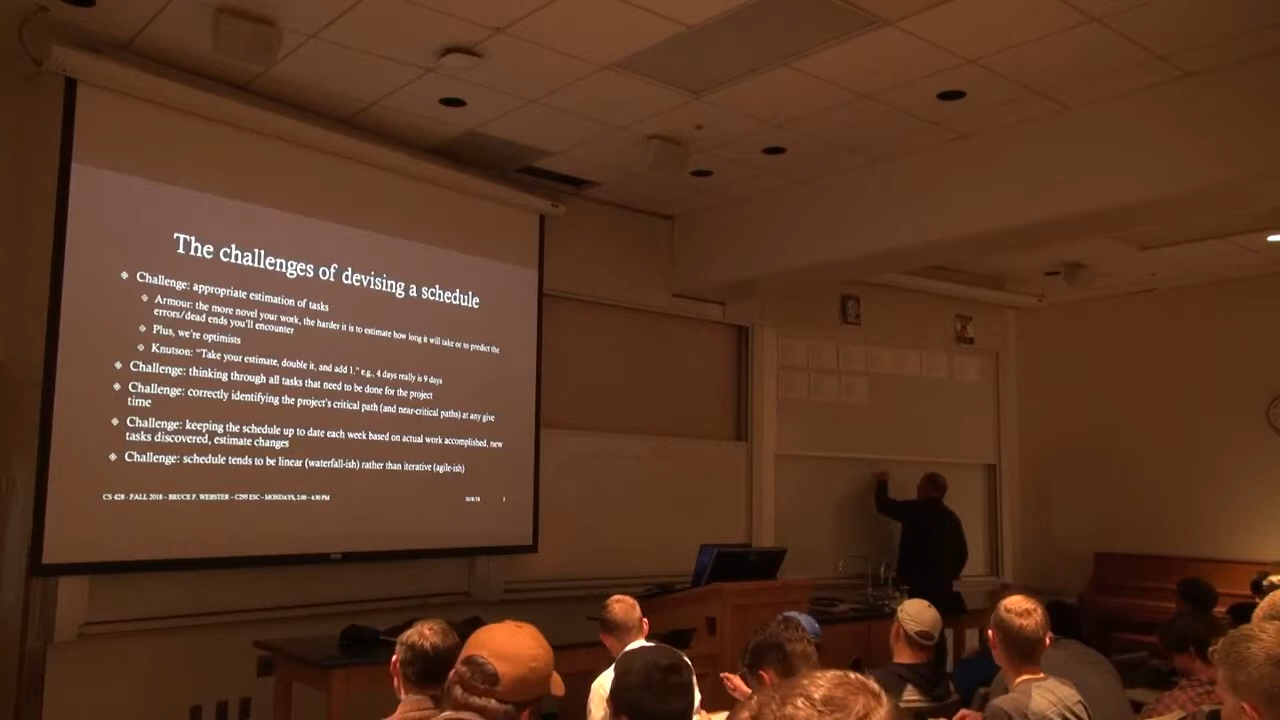 The challenges of devising a schedule
Challenge: appropriate estimation of tasks
Armour: the more novel your work, the harder it is to estimate how long it will take or to predict the
errors/dead ends you'll encounter
Plus, we're optimists
Knutson: "Take your estimate, double it, and add 1." e.g., 4 days really is 9 days
Challenge: thinking through all tasks that need to be done for the project
Challenge: correctly identifying the project's critical path (and near-critical paths) at any give
time
Challenge: keeping the schedule up to date each week based on actual work accomplished, new
tasks discovered, estimate changes
Challenge: schedule tends to be linear (waterfall-ish) rather than iterative (agile-ish)
CS 428 - FALL 2018 – BRUCE F. WEBSTER – C295 ESC – MONDAYS, 2:00 – 4:30 PM